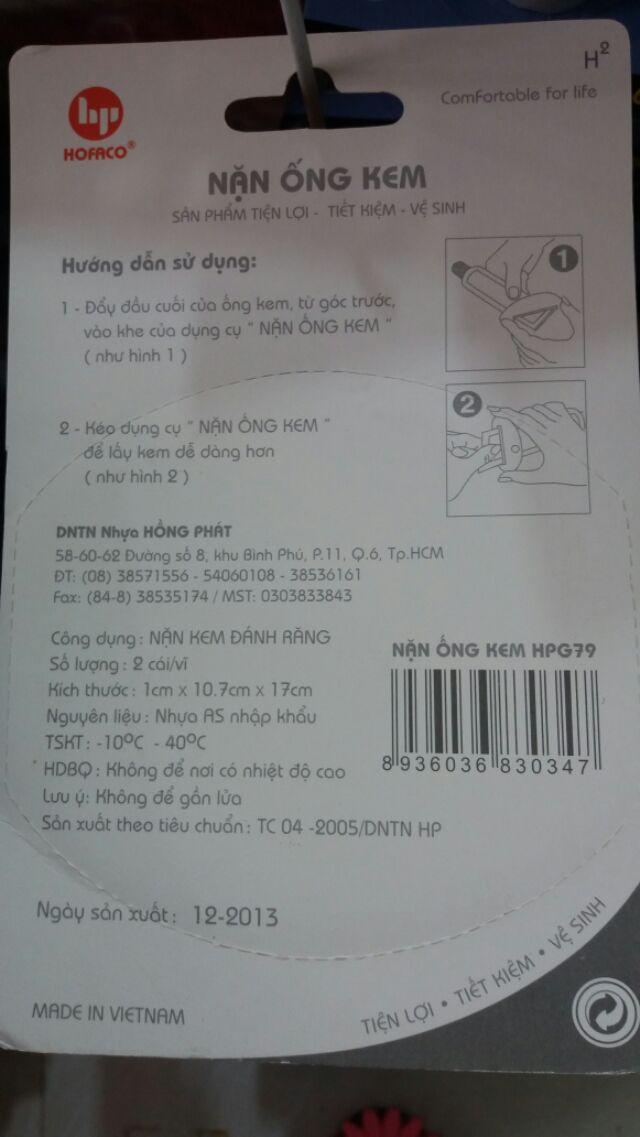 H²
ComFortable for life
hp
HOFACO®
NẶN ỐNG KEM
SẢN PHẨM TIỆN LỢI - TIẾT KIỆM - VỆ SINH
Hướng dẫn sử dụng:
1 - Đẩy đầu cuối của ống kem, từ góc trước,
vào khe của dụng cụ " NẶN ỐNG KEM "
( như hình 1 )
1
2 - Kéo dụng cụ " NẶN ỐNG KEM "
để lấy kem dễ dàng hơn
( như hình 2 )
2
DNTN Nhựa HỒNG PHÁT
58-60-62 Đường số 8, khu Bình Phú, P.11, Q.6, Tp.HCM
ĐT: (08) 38571556 - 54060108 - 38536161
Fax: (84-8) 38535174 / MST: 0303833843
Công dụng : NẶN KEM ĐÁNH RĂNG
Số lượng : 2 cái/vĩ
Kích thước : 1cm x 10.7cm x 17cm
Nguyên liệu : Nhựa AS nhập khẩu
TSKT : -10ºC - 40ºC
HDBQ : Không để nơi có nhiệt độ cao
Lưu ý: Không để gần lửa
Sản xuất theo tiêu chuẩn : TC 04 -2005/DNTN HP
NẶN ỐNG KEM HPG79
8 936036 830347
Ngày sản xuất : 12-2013
MADE IN VIETNAM
TIỆN LỢI • TIẾT KIỆM • VỆ SINH